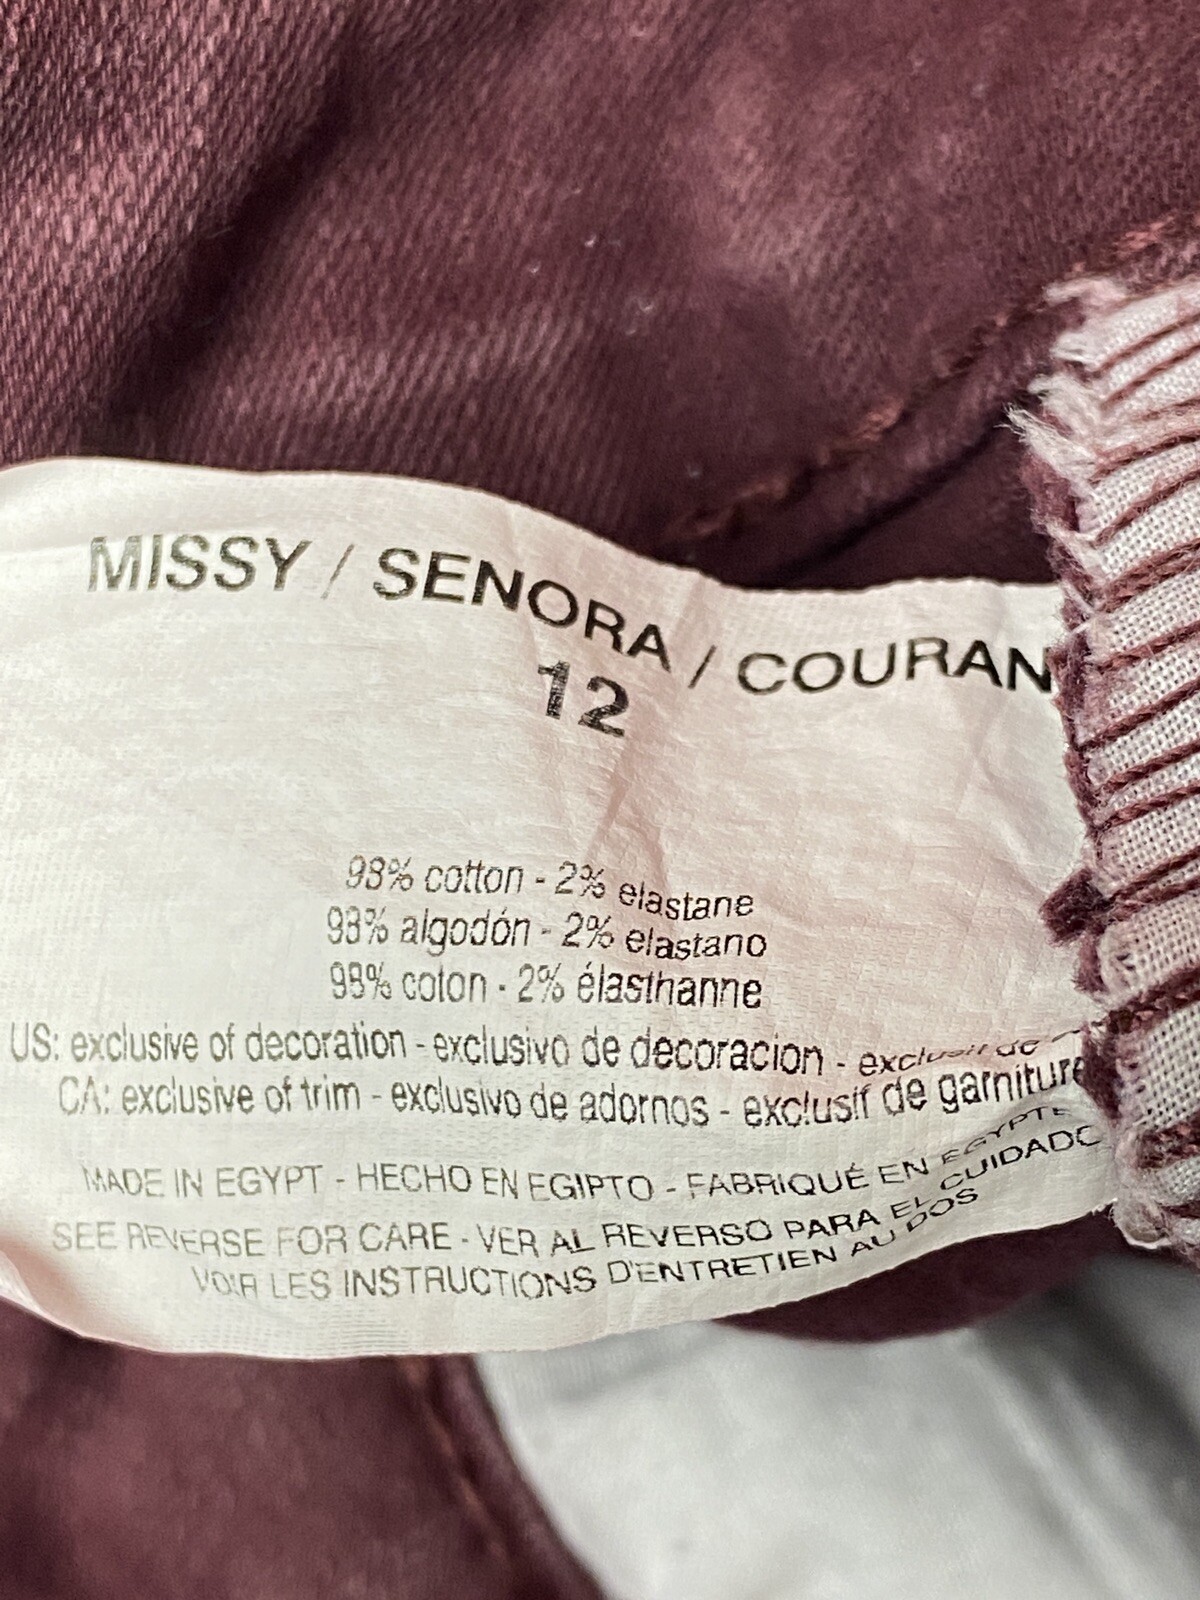 MISSY / SENORA / COURAN
12
98% cotton - 2% elastane
98% algodón - 2% elastano
98% coton - 2% élasthanne
US: exclusive of decoration - exclusivo de decoracion - exclusif de
CA: exclusive of trim - exclusivo de adornos - exclusif de garniture
MADE IN EGYPT - HECHO EN EGIPTO - FABRIQUÉ EN EGYPTE
SEE REVERSE FOR CARE - VER AL REVERSO PARA EL CUIDADO
VOIR LES INSTRUCTIONS D'ENTRETIEN AU DOS